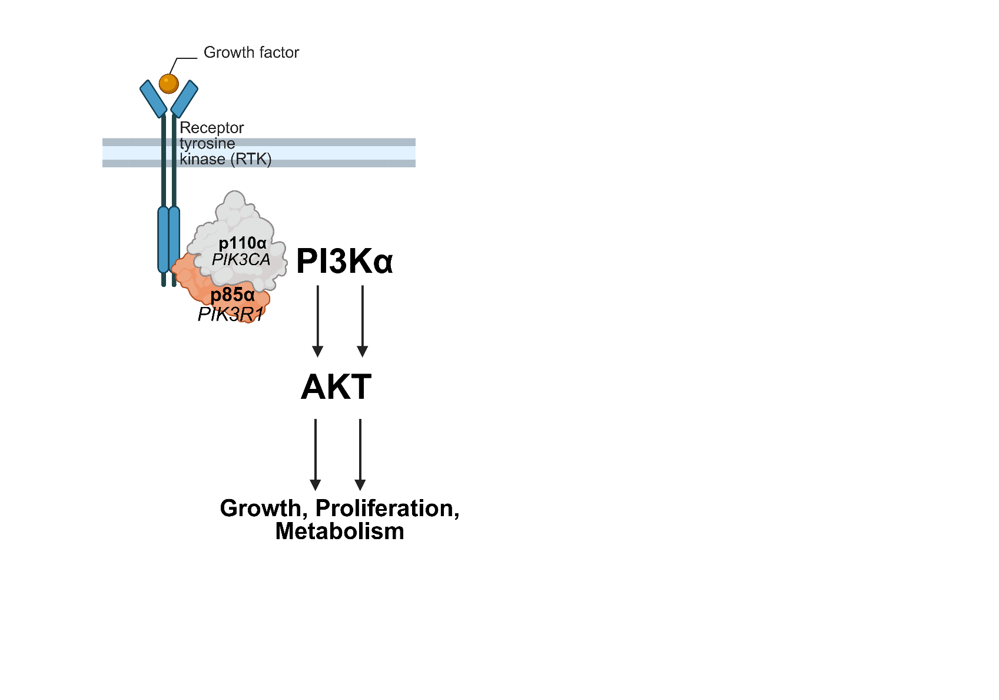 Growth factor
Receptor
tyrosine
kinase (RTK)
p110α
PIK3CA
PI3Kα
p85α
PIK3R1
AKT
Growth, Proliferation,
Metabolism